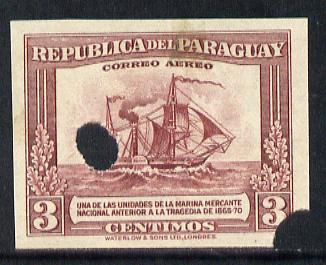 REPUBLICA DEL PARAGUAY
CORREO AEREO
UNA DE LAS UNIDADES DE LA MARINA MERCANTE
NACIONAL ANTERIOR A LA TRAGEDIA DE 1865-70
3 CENTIMOS 3
WATERLOW & SONS LTD., LONDRES.